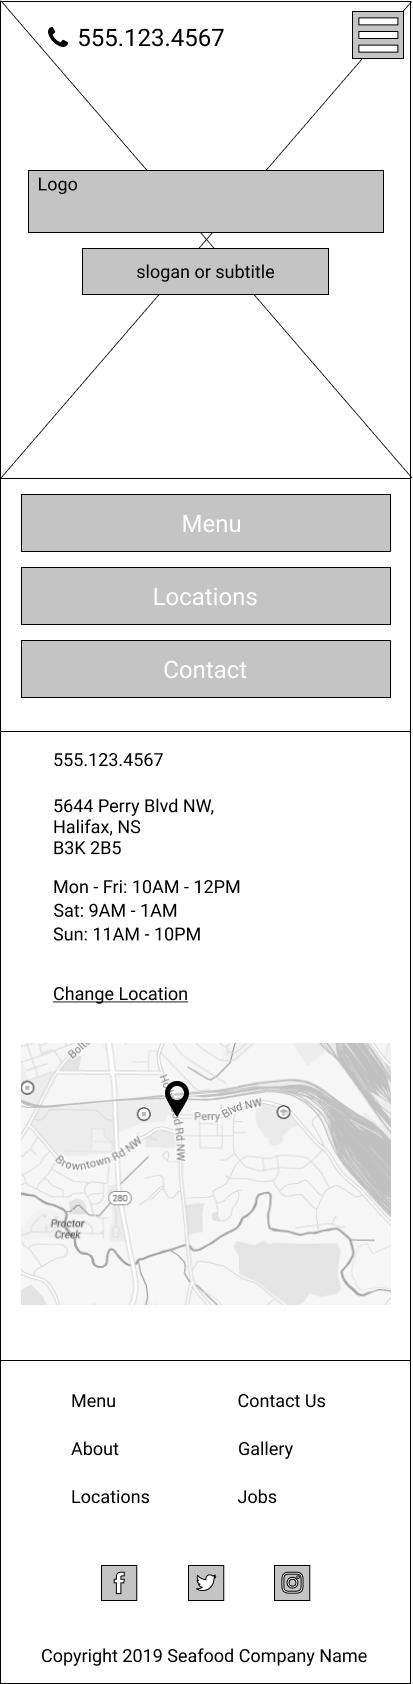 555.123.4567
Logo
slogan or subtitle
Menu
Locations
Contact
555.123.4567
5644 Perry Blvd NW,
Halifax, NS
B3K 2B5
Mon - Fri: 10AM - 12PM
Sat: 9AM - 1AM
Sun: 11AM - 10PM
Change Location
Perry Blvd NW
Rd NW
Browntown Rd NW
280
Proctor
Creek
Menu
Contact Us
About
Gallery
Locations
Jobs
Copyright 2019 Seafood Company Name